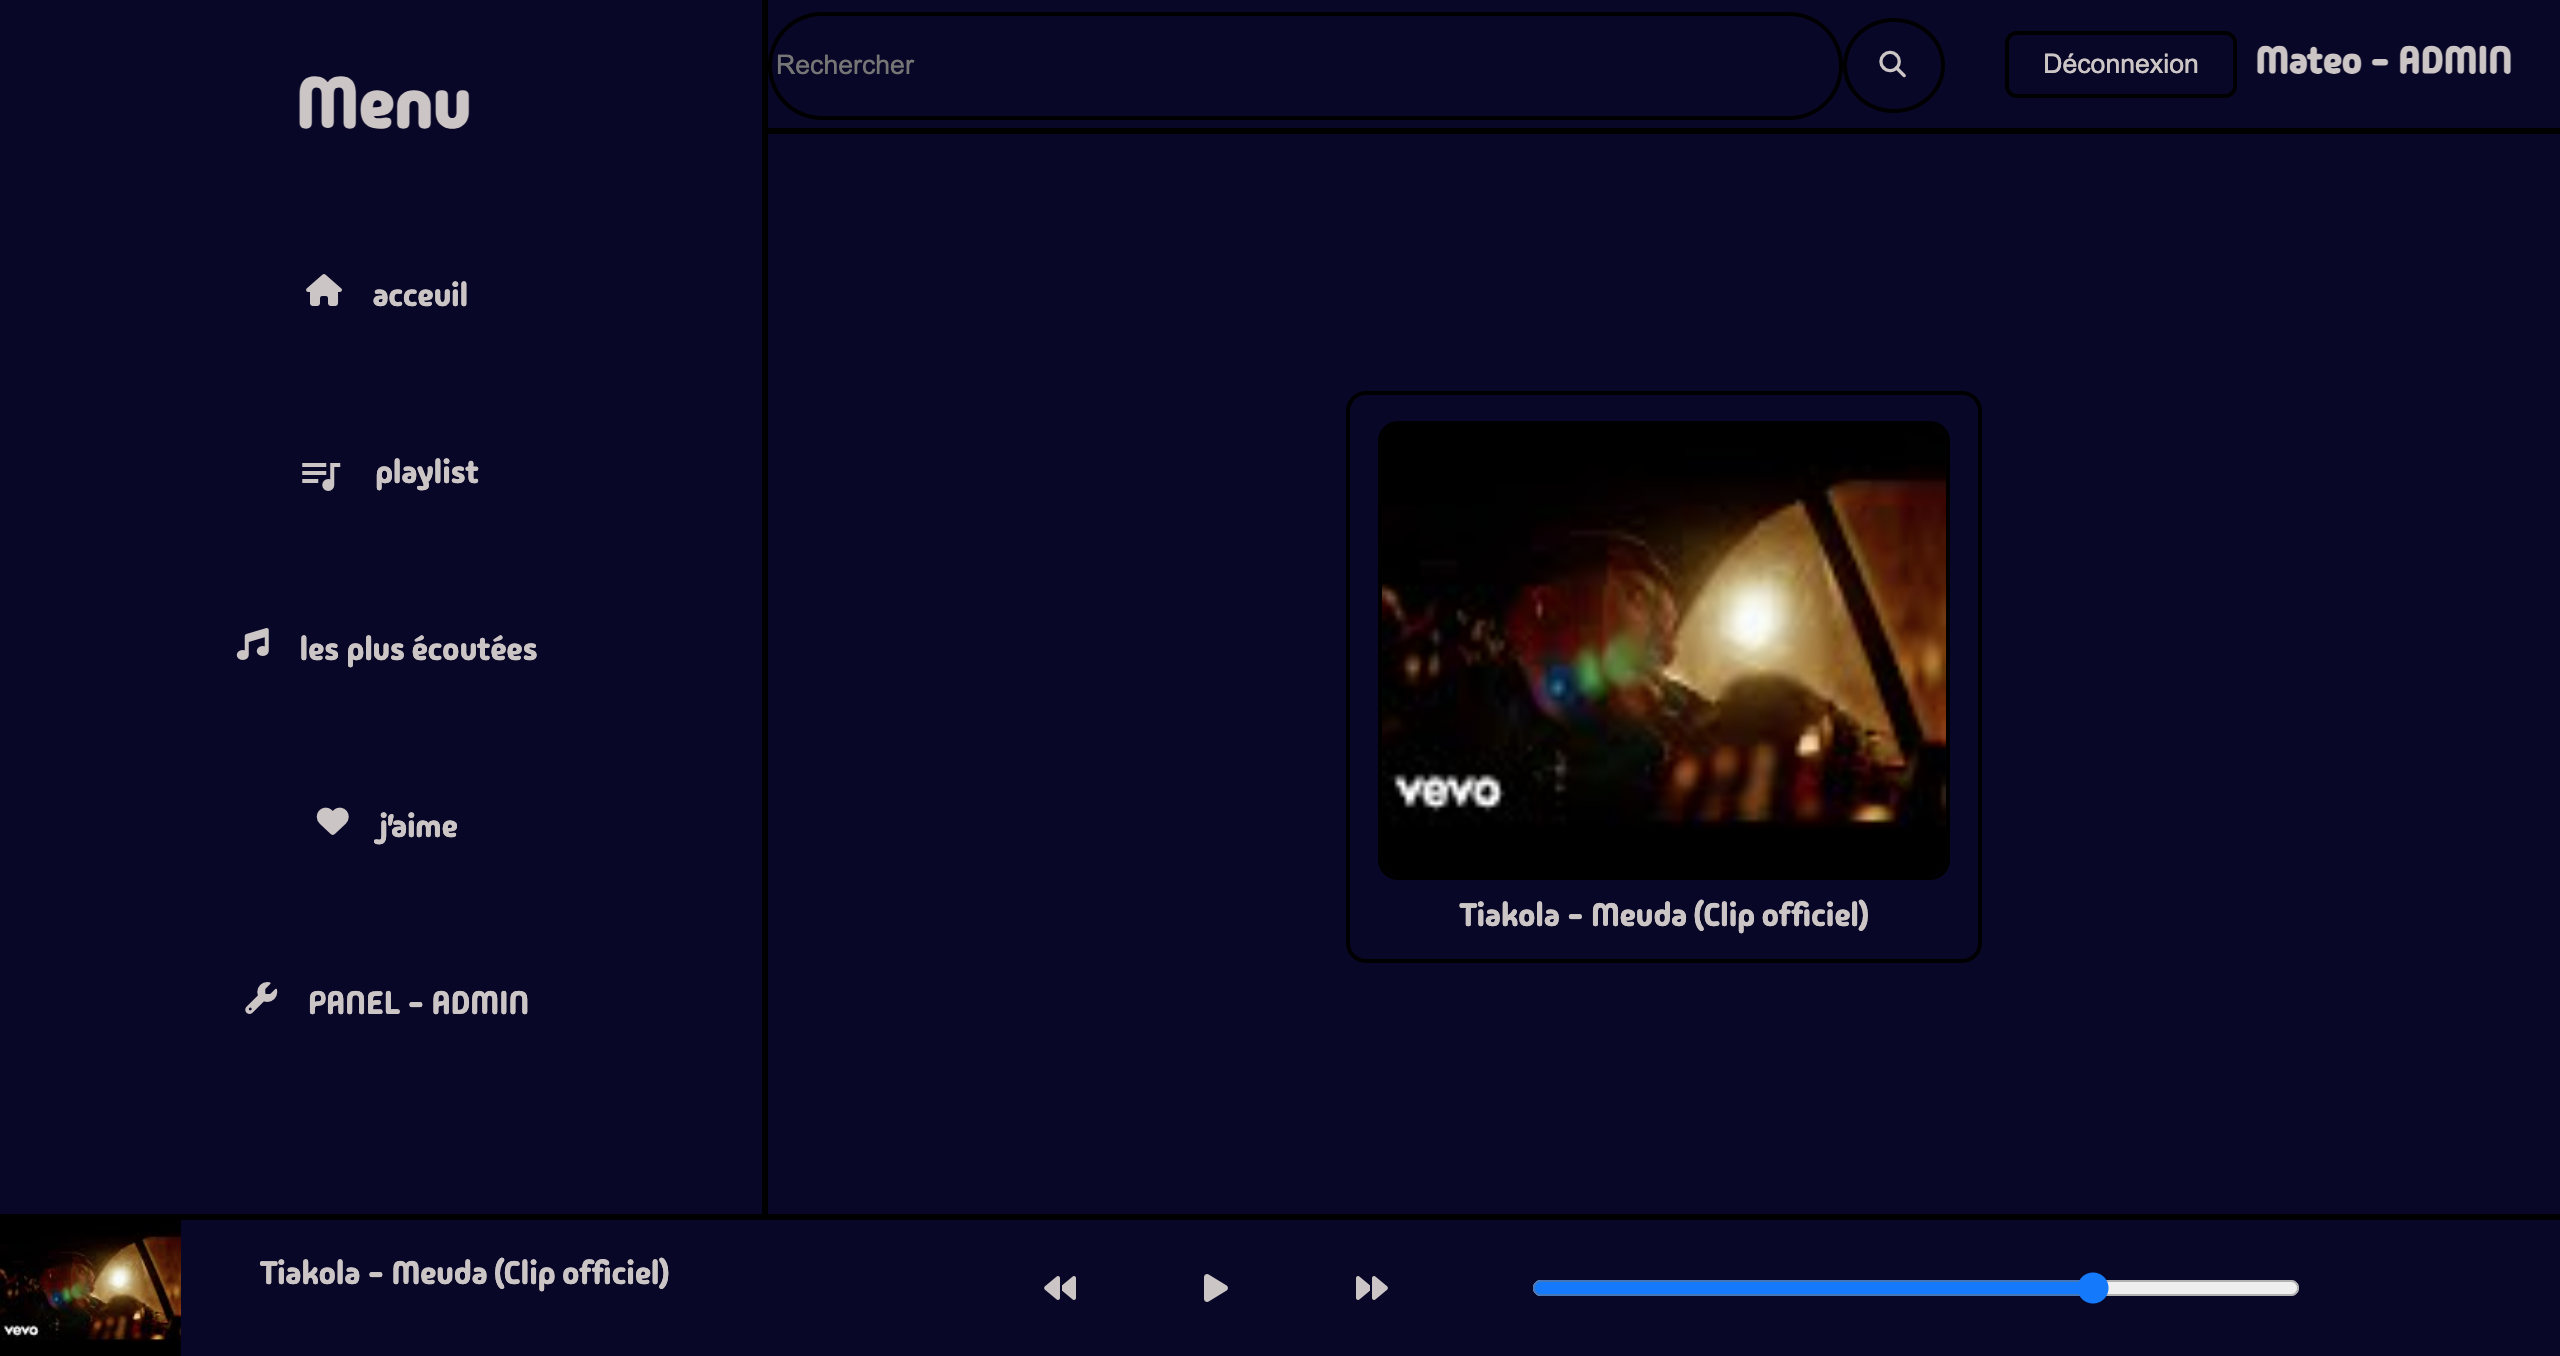 Menu
acceuil
playlist
les plus écoutées
j'aime
PANEL - ADMIN
Rechercher
Déconnexion
Mateo - ADMIN
vevo
Tiakola - Meuda (Clip officiel)
vevo
Tiakola - Meuda (Clip officiel)